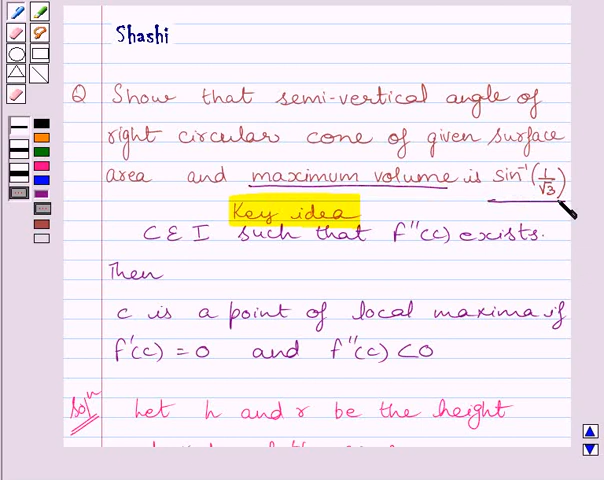 Shashi
Q Show that semi-vertical angle of
right circular cone of given surface
area and maximum volume is sin⁻¹(1/√3)
Key idea
C ∈ I such that f''(c) exists.
Then
c is a point of local maxima if
f'(c) = 0 and f''(c) < 0
Solⁿ Let h and r be the height